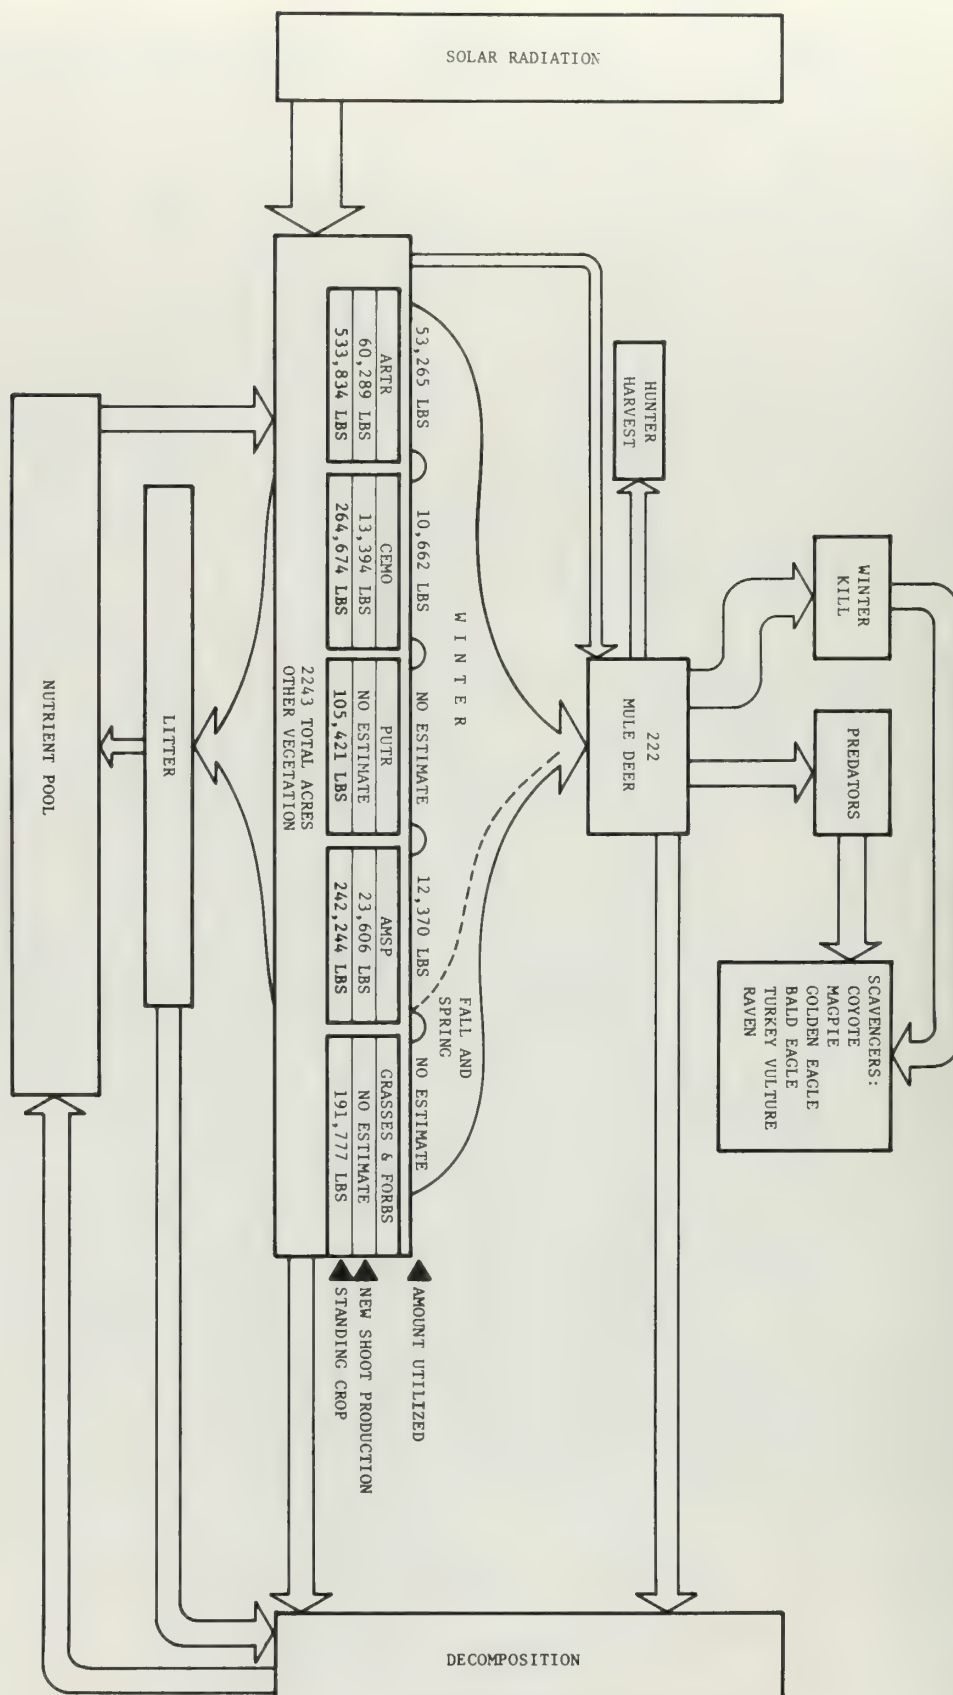 SOLAR RADIATION
HUNTER
HARVEST
WINTER
KILL
222
MULE DEER
PREDATORS
SCAVENGERS:
COYOTE
MAGPIE
GOLDEN EAGLE
BALD EAGLE
TURKEY VULTURE
RAVEN
WINTER
FALL AND
SPRING
53,265 LBS
10,662 LBS
NO ESTIMATE
12,370 LBS
NO ESTIMATE
AMOUNT UTILIZED
ARTR
CEMO
PUTR
AMSP
GRASSES & FORBS
60,289 LBS
13,394 LBS
NO ESTIMATE
23,606 LBS
NO ESTIMATE
NEW SHOOT PRODUCTION
533,834 LBS
264,674 LBS
105,421 LBS
242,244 LBS
191,777 LBS
STANDING CROP
2243 TOTAL ACRES
OTHER VEGETATION
LITTER
NUTRIENT POOL
DECOMPOSITION